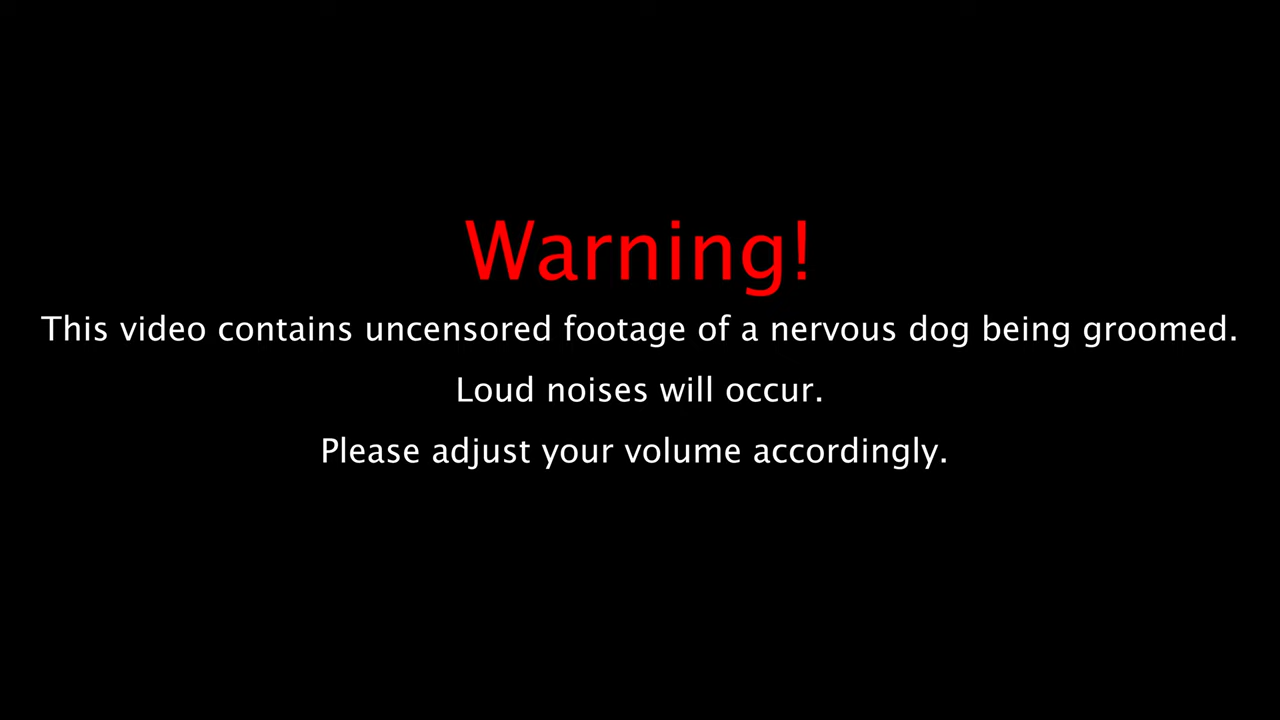 Warning!
This video contains uncensored footage of a nervous dog being groomed.
Loud noises will occur.
Please adjust your volume accordingly.